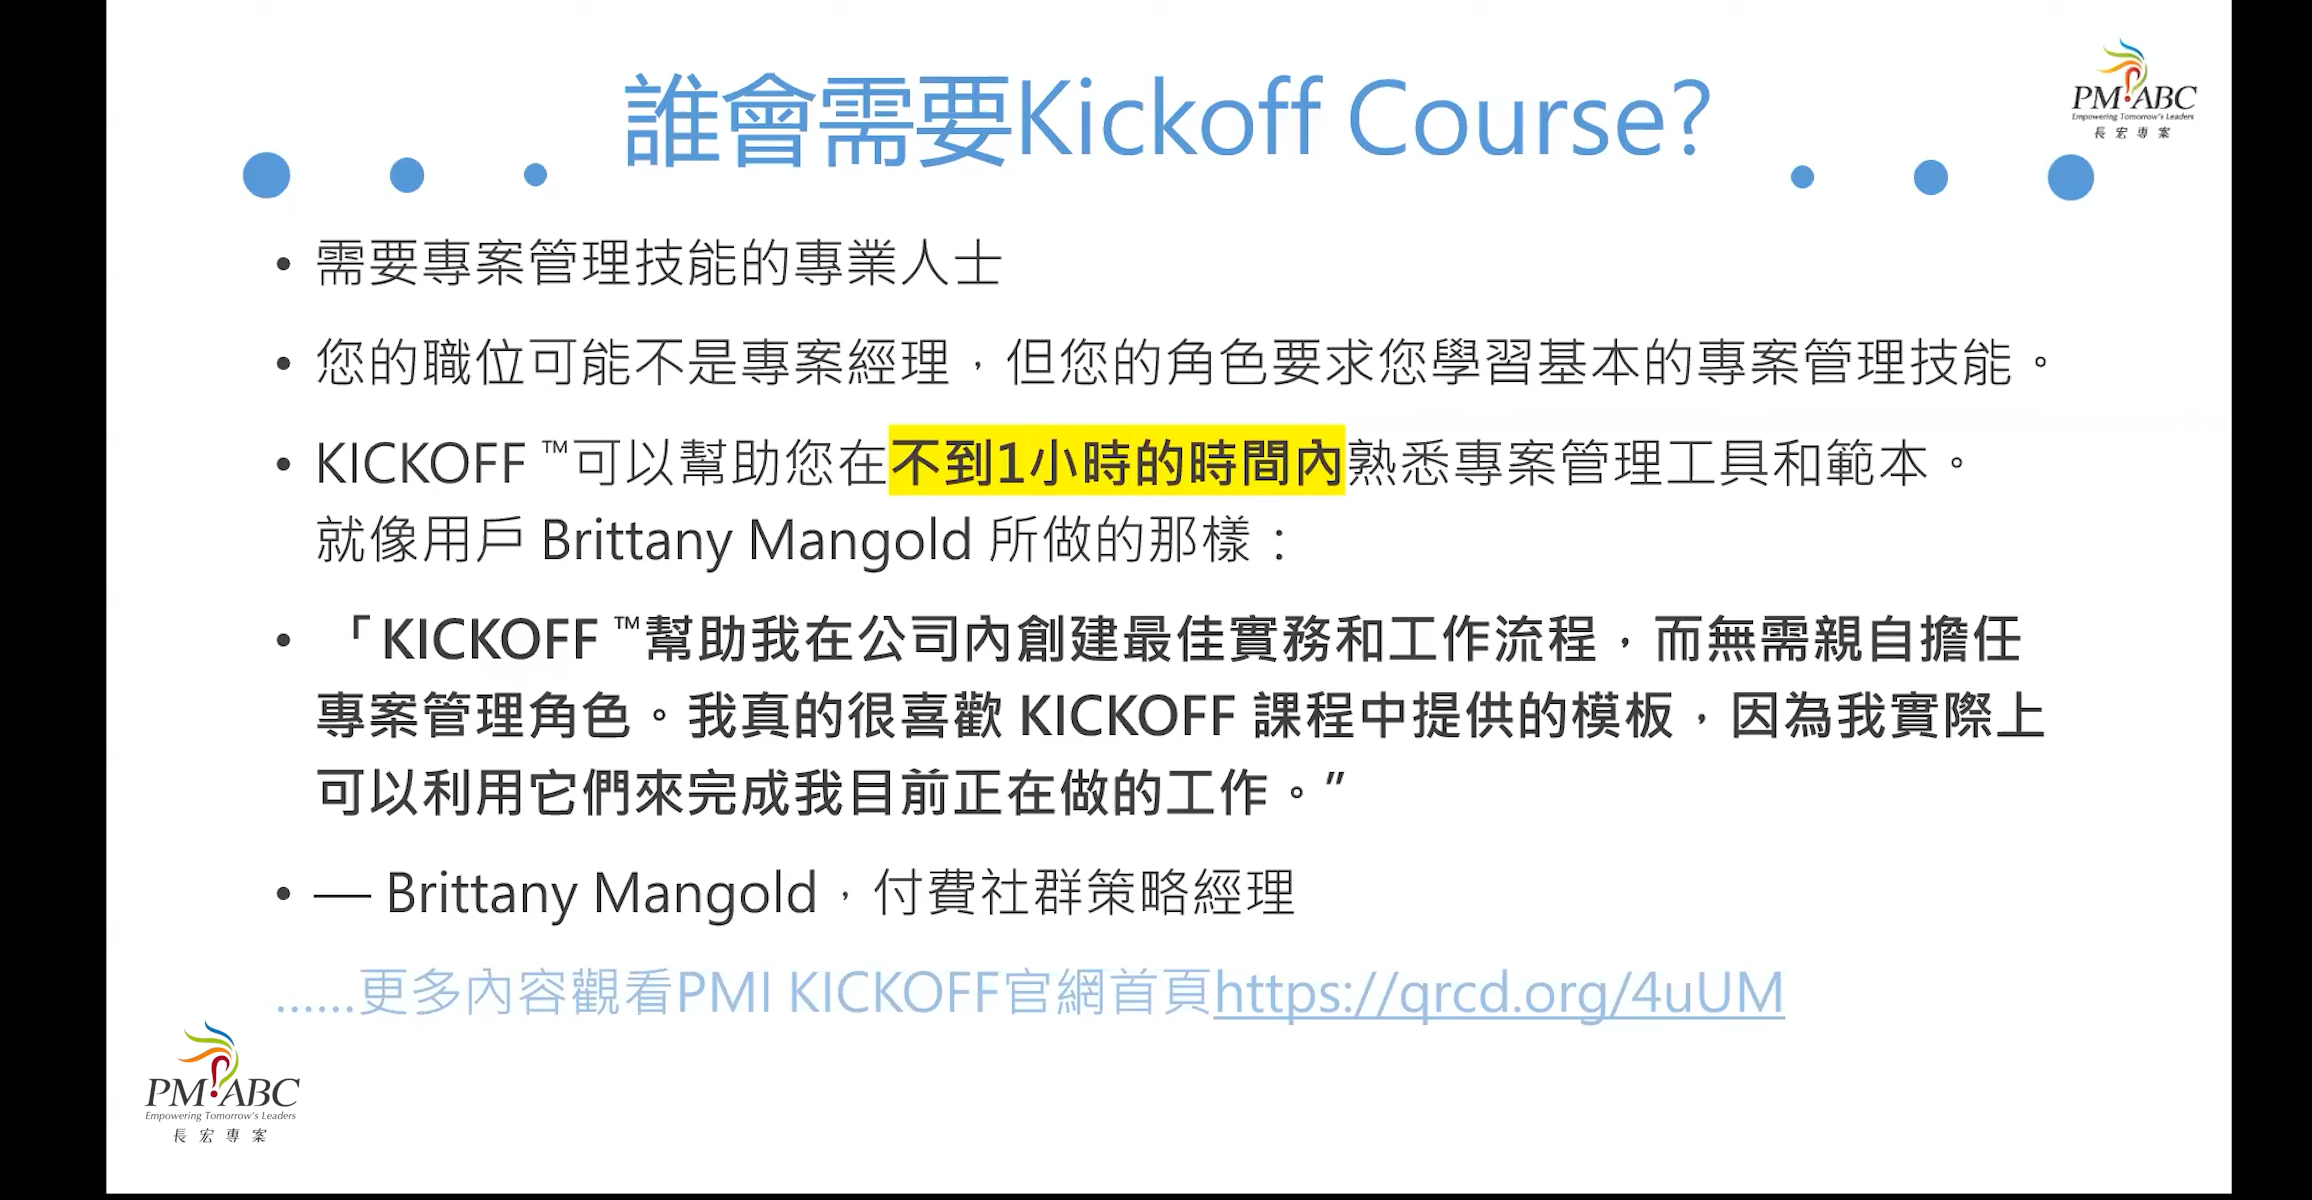 誰會需要Kickoff Course?
PM ABC
Empowering Tomorrow's Leaders
長宏專案
• 需要專案管理技能的專業人士
• 您的職位可能不是專案經理，但您的角色要求您學習基本的專案管理技能。
• KICKOFF ™可以幫助您在不到1小時的時間內熟悉專案管理工具和範本。
就像用戶 Brittany Mangold 所做的那樣：
• 「KICKOFF ™幫助我在公司內創建最佳實務和工作流程，而無需親自擔任
專案管理角色。我真的很喜歡 KICKOFF 課程中提供的模板，因為我實際上
可以利用它們來完成我目前正在做的工作。”
• — Brittany Mangold，付費社群策略經理
......更多內容觀看PMI KICKOFF官網首頁https://qrcd.org/4uUM
PM ABC
Empowering Tomorrow's Leaders
長宏專案